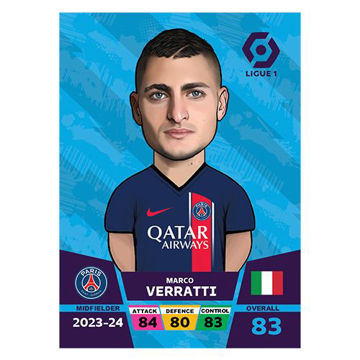 LIGUE 1
QATAR
AIRWAYS
PARIS
MARCO
VERRATTI
MIDFIELDER
ATTACK
DEFENCE
CONTROL
OVERALL
2023-24
84
80
83
83